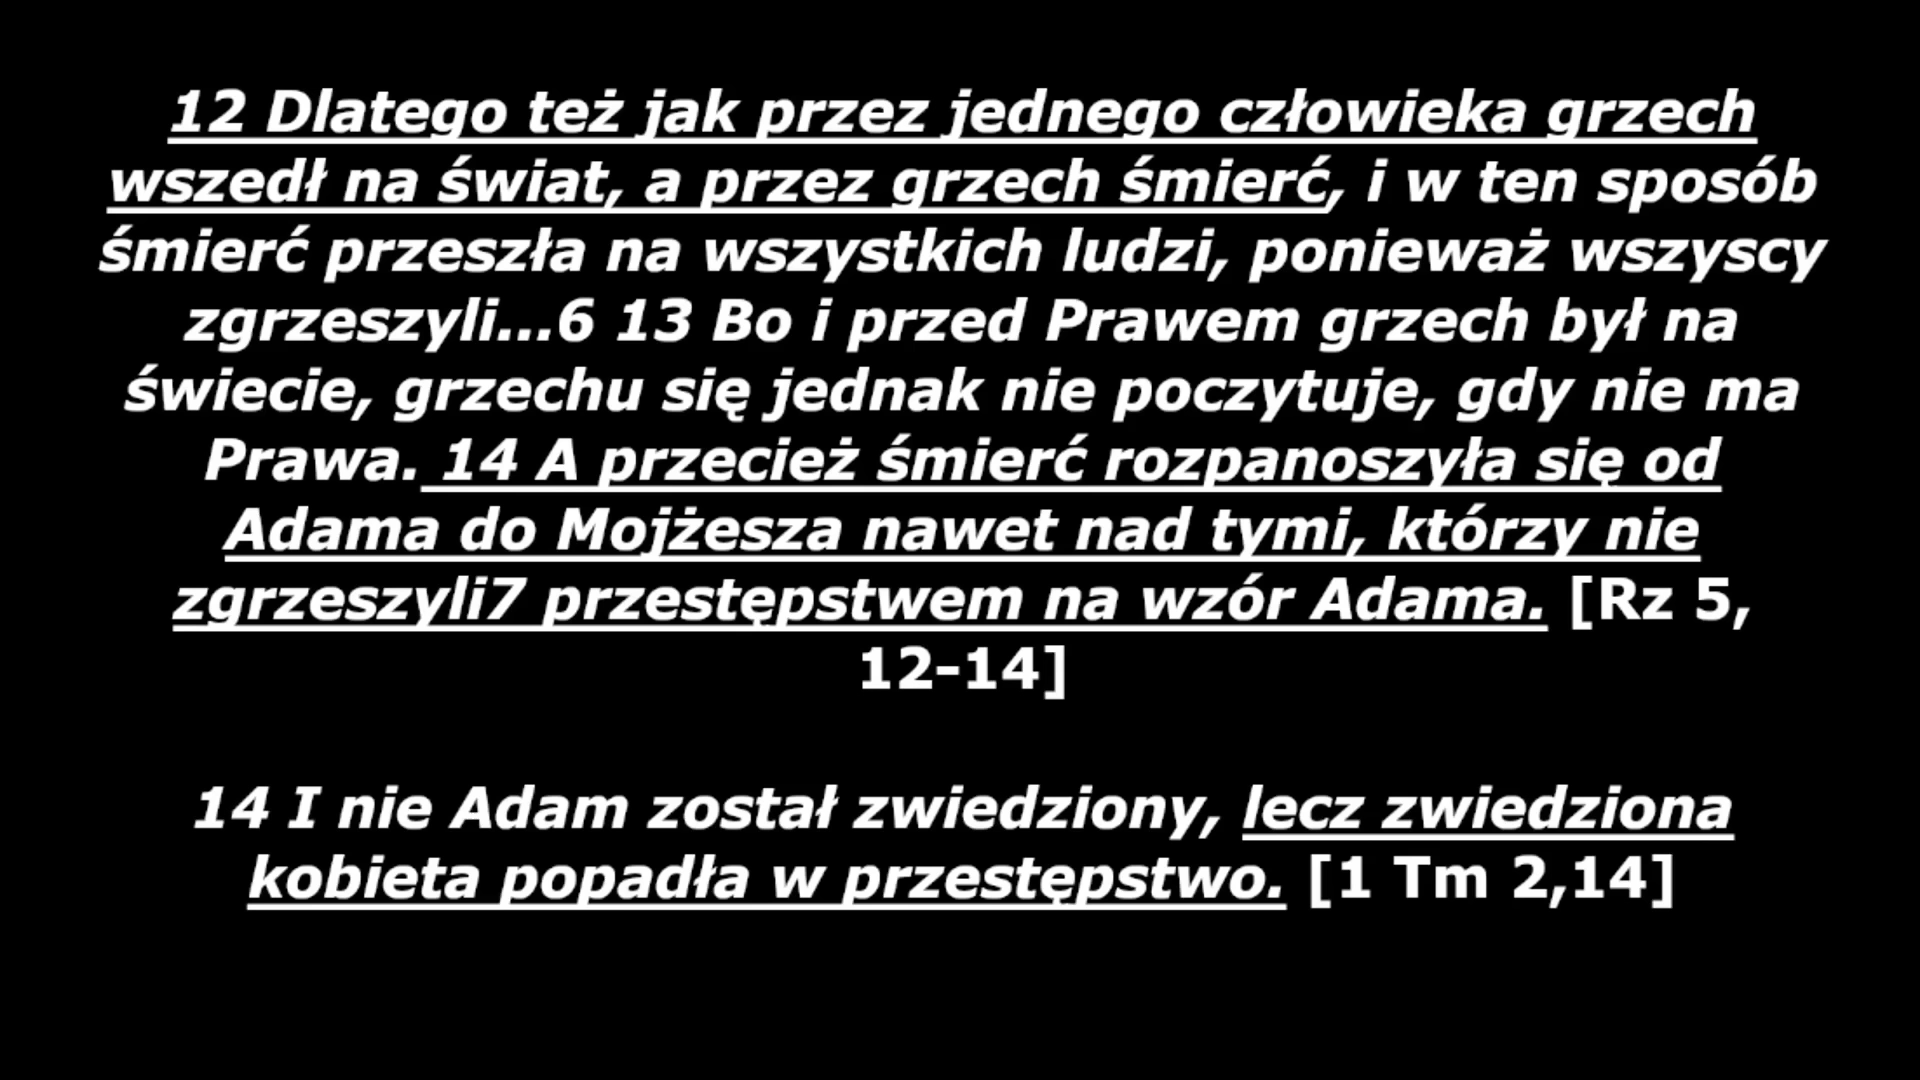 12 Dlatego też jak przez jednego człowieka grzech
wszedł na świat, a przez grzech śmierć, i w ten sposób
śmierć przeszła na wszystkich ludzi, ponieważ wszyscy
zgrzeszyli...6 13 Bo i przed Prawem grzech był na
świecie, grzechu się jednak nie poczytuje, gdy nie ma
Prawa. 14 A przecież śmierć rozpanoszyła się od
Adama do Mojżesza nawet nad tymi, którzy nie
zgrzeszyli7 przestępstwem na wzór Adama. [Rz 5,
12-14]
14 I nie Adam został zwiedziony, lecz zwiedziona
kobieta popadła w przestępstwo. [1 Tm 2,14]